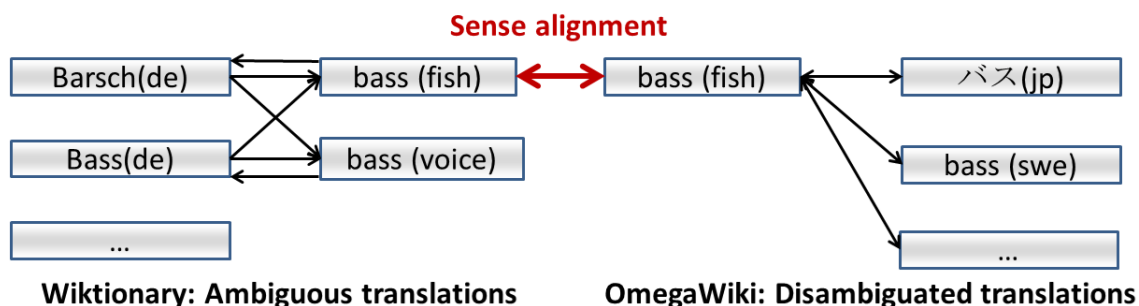 Sense alignment
Barsch(de) bass (fish) bass (fish) バス(jp)
Bass(de) bass (voice) bass (swe)
... ...
Wiktionary: Ambiguous translations OmegaWiki: Disambiguated translations